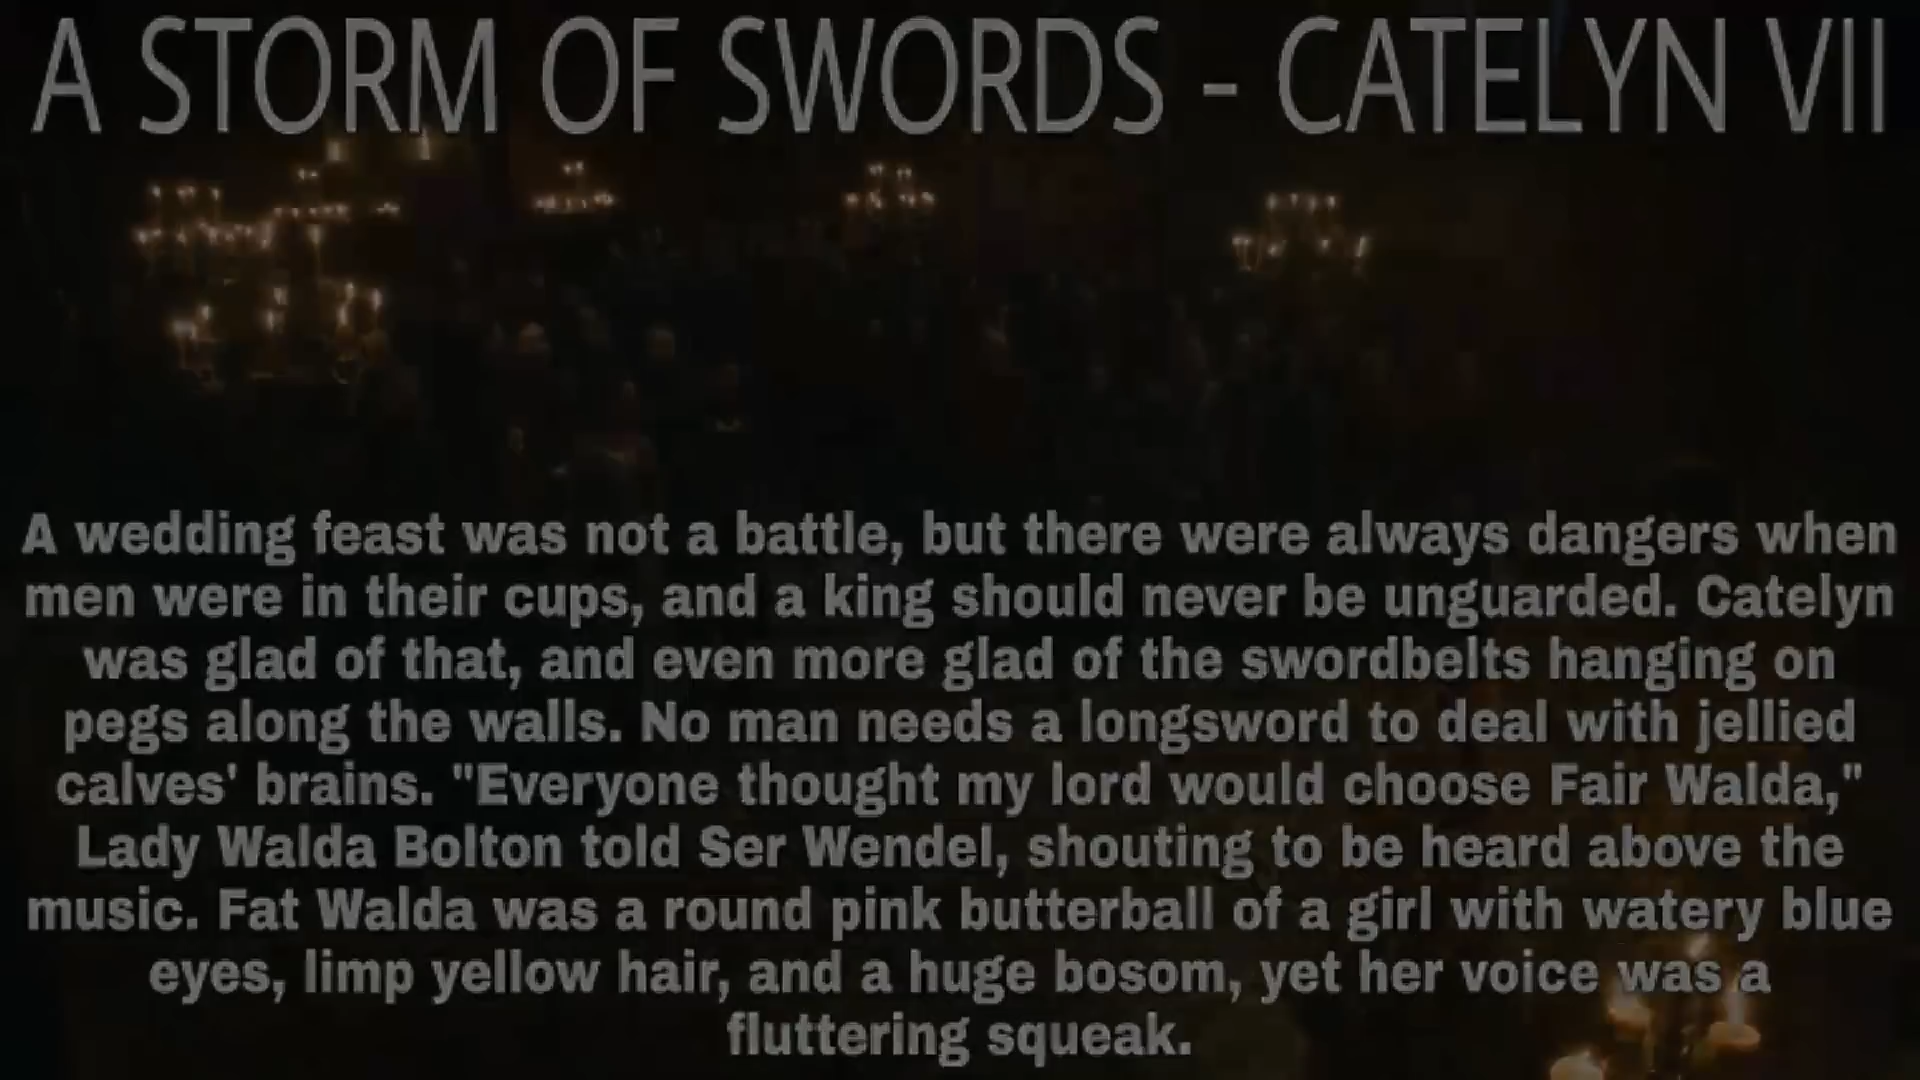 A STORM OF SWORDS - CATELYN VII
A wedding feast was not a battle, but there were always dangers when
men were in their cups, and a king should never be unguarded. Catelyn
was glad of that, and even more glad of the swordbelts hanging on
pegs along the walls. No man needs a longsword to deal with jellied
calves' brains. "Everyone thought my lord would choose Fair Walda,"
Lady Walda Bolton told Ser Wendel, shouting to be heard above the
music. Fat Walda was a round pink butterball of a girl with watery blue
eyes, limp yellow hair, and a huge bosom, yet her voice was a
fluttering squeak.